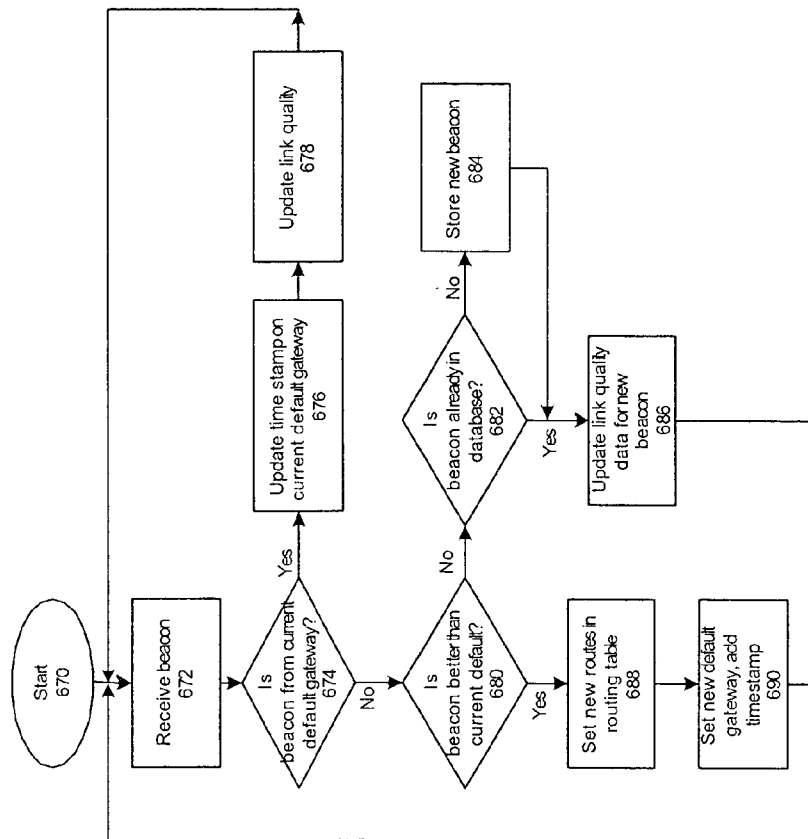 Start
670
Receive beacon
672
Is
beacon from current
default gateway?
674
Yes
Update time stamp on
current default gateway
676
Update link quality
678
No
Is
beacon better than
current default?
680
No
Is
beacon already in
database?
682
No
Store new beacon
684
Yes
Update link quality
data for new
beacon
686
Yes
Set new routes in
routing table
688
Set new default
gateway, add
timestamp
690